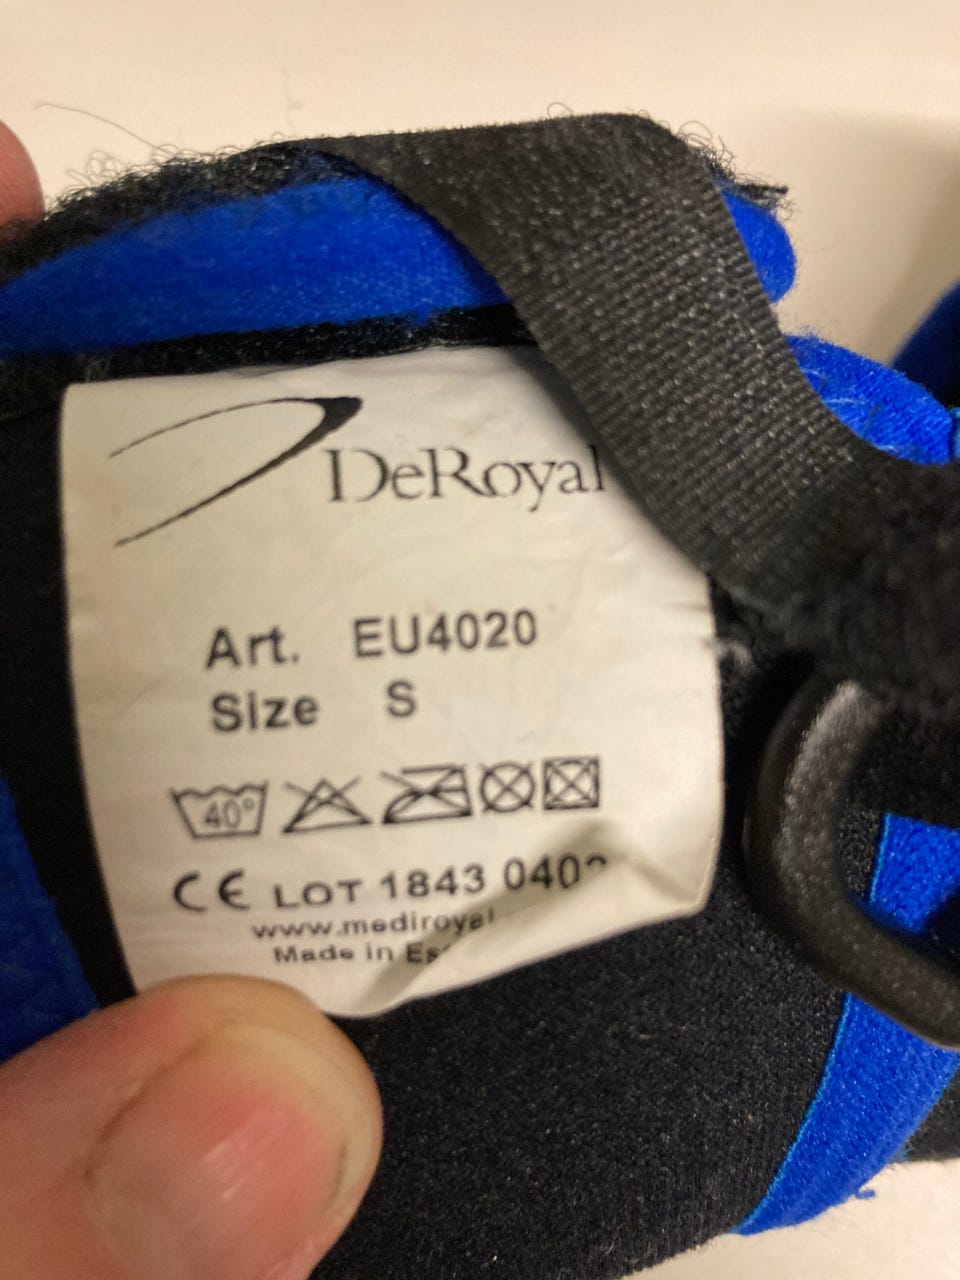 DeRoyal
Art. EU4020
Size S
40°
CE LOT 1843
www.mediroyal
Made in